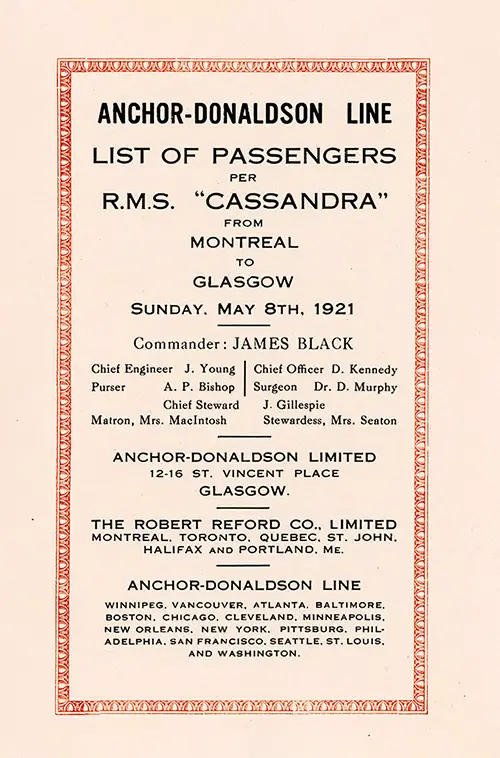 ANCHOR-DONALDSON LINE
LIST OF PASSENGERS
PER
R.M.S. "CASSANDRA"
FROM
MONTREAL
TO
GLASGOW
SUNDAY, MAY 8TH, 1921
Commander: JAMES BLACK
Chief Engineer J. Young Chief Officer D. Kennedy
Purser A. P. Bishop Surgeon Dr. D. Murphy
Chief Steward J. Gillespie
Matron, Mrs. MacIntosh Stewardess, Mrs. Seaton
ANCHOR-DONALDSON LIMITED
12-16 ST. VINCENT PLACE
GLASGOW.
THE ROBERT REFORD CO., LIMITED
MONTREAL, TORONTO, QUEBEC, ST. JOHN,
HALIFAX AND PORTLAND, ME.
ANCHOR-DONALDSON LINE
WINNIPEG, VANCOUVER, ATLANTA, BALTIMORE,
BOSTON, CHICAGO, CLEVELAND, MINNEAPOLIS,
NEW ORLEANS, NEW YORK, PITTSBURG, PHIL-
ADELPHIA, SAN FRANCISCO, SEATTLE, ST. LOUIS,
AND WASHINGTON.